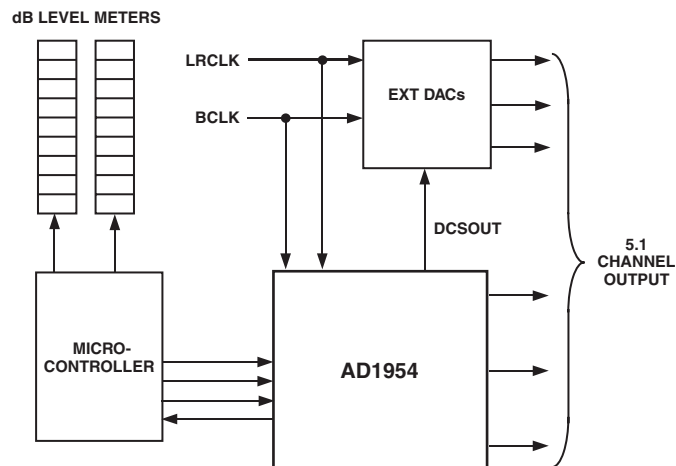 dB LEVEL METERS
LRCLK
BCLK
EXT DACs
DCSOUT
5.1
CHANNEL
OUTPUT
MICRO-
CONTROLLER
AD1954